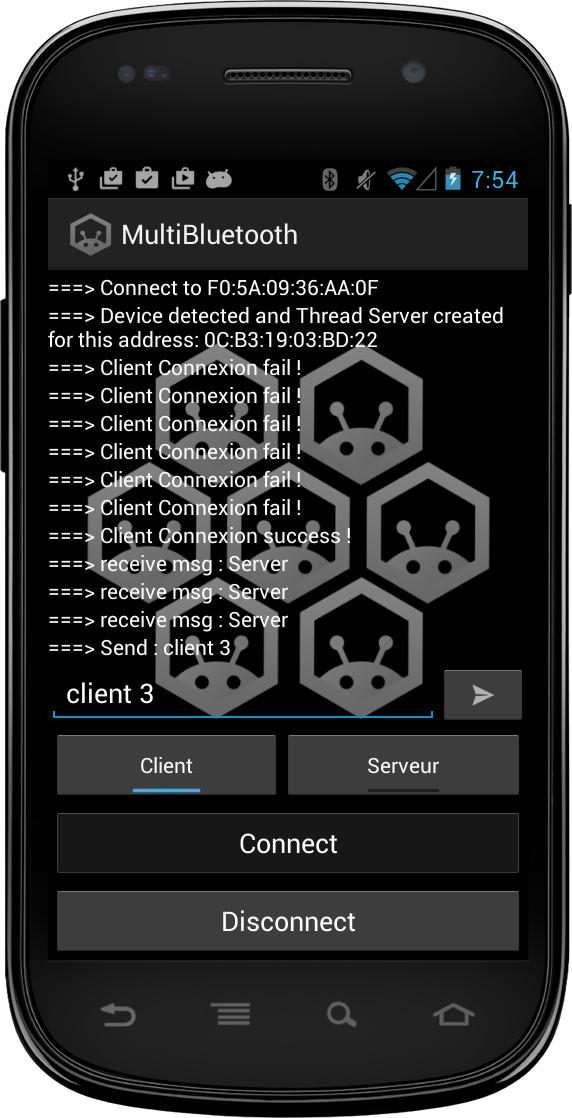 7:54
MultiBluetooth
===> Connect to F0:5A:09:36:AA:0F
===> Device detected and Thread Server created
for this address: 0C:B3:19:03:BD:22
===> Client Connexion fail !
===> Client Connexion fail !
===> Client Connexion fail !
===> Client Connexion fail !
===> Client Connexion fail !
===> Client Connexion fail !
===> Client Connexion success !
===> receive msg : Server
===> receive msg : Server
===> receive msg : Server
===> Send : client 3
client 3
Client
Serveur
Connect
Disconnect